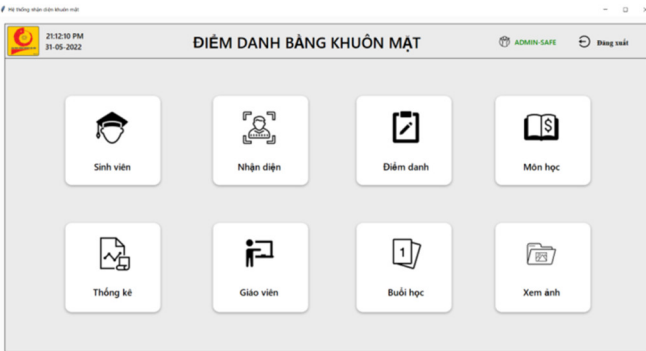 Hệ thống nhận diện khuôn mặt
21:12:10 PM
31-05-2022
ĐIỂM DANH BẰNG KHUÔN MẶT
ADMIN-SAFE
Đăng xuất
Sinh viên
Nhận diện
Điểm danh
Môn học
Thống kê
Giáo viên
Buổi học
Xem ảnh